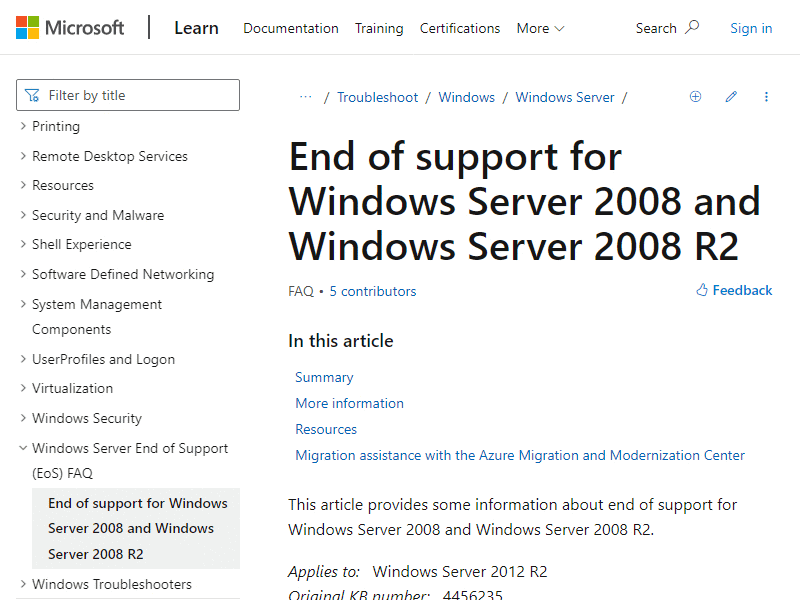 Microsoft
Learn
Documentation
Training
Certifications
More
Search
Sign in
Filter by title
Printing
Remote Desktop Services
Resources
Security and Malware
Shell Experience
Software Defined Networking
System Management
Components
UserProfiles and Logon
Virtualization
Windows Security
Windows Server End of Support
(EoS) FAQ
End of support for Windows
Server 2008 and Windows
Server 2008 R2
Windows Troubleshooters
··· / Troubleshoot / Windows / Windows Server /
End of support for
Windows Server 2008 and
Windows Server 2008 R2
FAQ • 5 contributors
Feedback
In this article
Summary
More information
Resources
Migration assistance with the Azure Migration and Modernization Center
This article provides some information about end of support for
Windows Server 2008 and Windows Server 2008 R2.
Applies to: Windows Server 2012 R2
Original KB number: 4456235